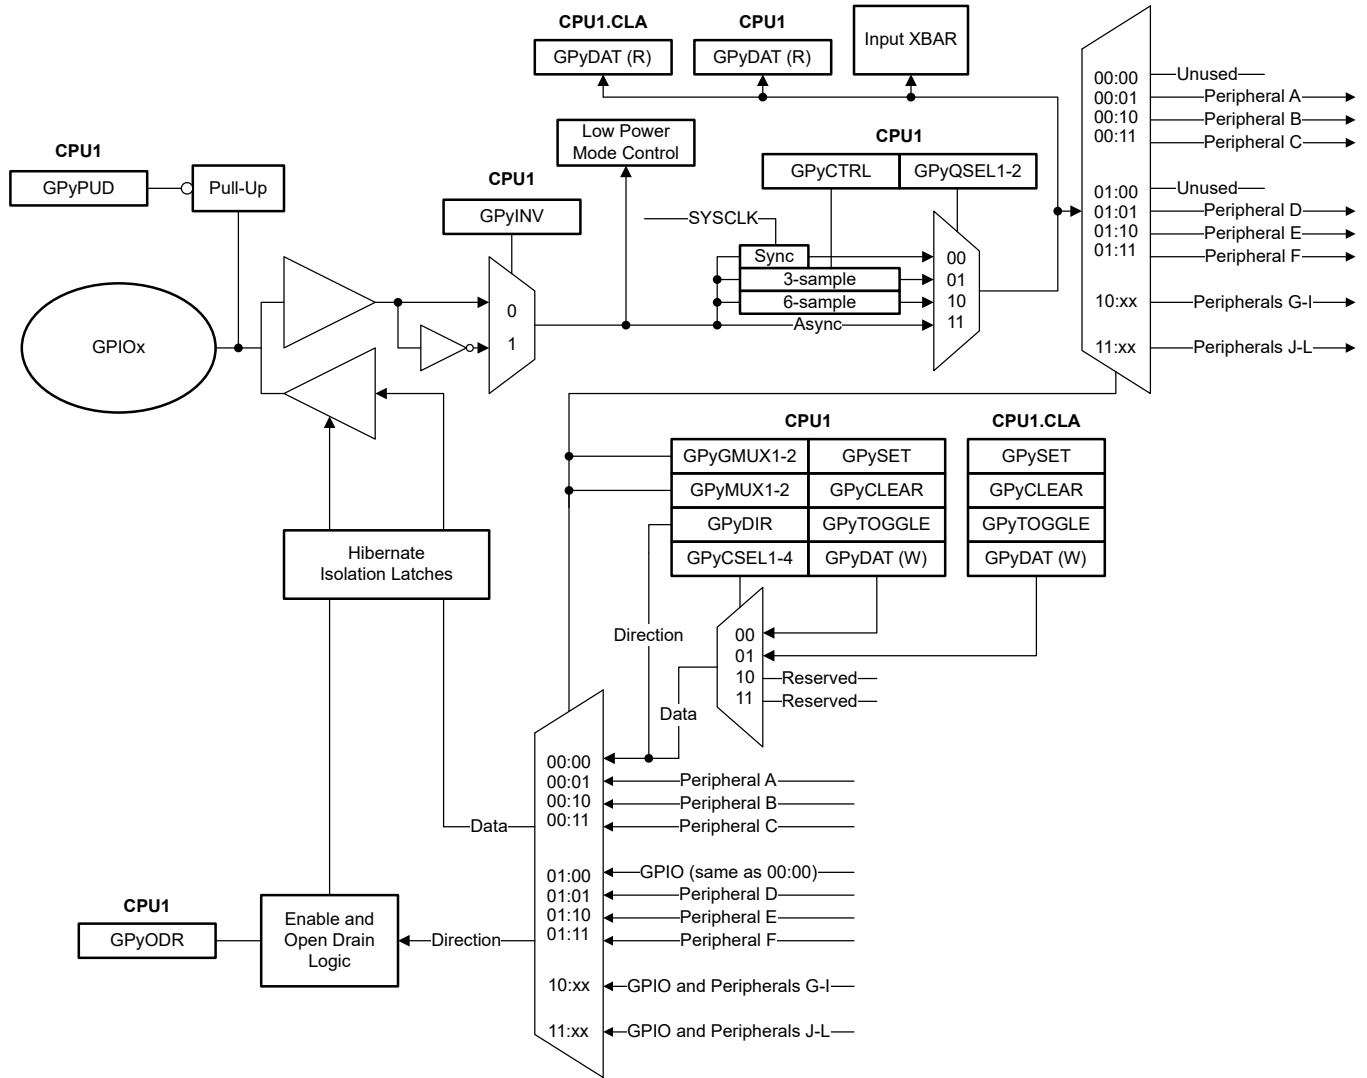 CPU1.CLA
GPyDAT (R)
CPU1
GPyDAT (R)
Input XBAR
00:00
00:01
00:10
00:11
Unused
Peripheral A
Peripheral B
Peripheral C
01:00
01:01
01:10
01:11
Unused
Peripheral D
Peripheral E
Peripheral F
10:xx
Peripherals G-I
11:xx
Peripherals J-L
Low Power
Mode Control
CPU1
GPyCTRL
GPyQSEL1-2
CPU1
GPyPUD
Pull-Up
CPU1
GPyINV
SYSCLK
Sync
3-sample
6-sample
Async
00
01
10
11
0
1
GPIOx
CPU1
GPyGMUX1-2
GPySET
GPyMUX1-2
GPyCLEAR
GPyDIR
GPyTOGGLE
GPyCSEL1-4
GPyDAT (W)
CPU1.CLA
GPySET
GPyCLEAR
GPyTOGGLE
GPyDAT (W)
Hibernate
Isolation Latches
Direction
00
01
10
11
Reserved
Reserved
Data
00:00
00:01
00:10
00:11
Peripheral A
Peripheral B
Peripheral C
Data
01:00
01:01
01:10
01:11
GPIO (same as 00:00)
Peripheral D
Peripheral E
Peripheral F
10:xx
GPIO and Peripherals G-I
11:xx
GPIO and Peripherals J-L
CPU1
GPyODR
Enable and
Open Drain
Logic
Direction